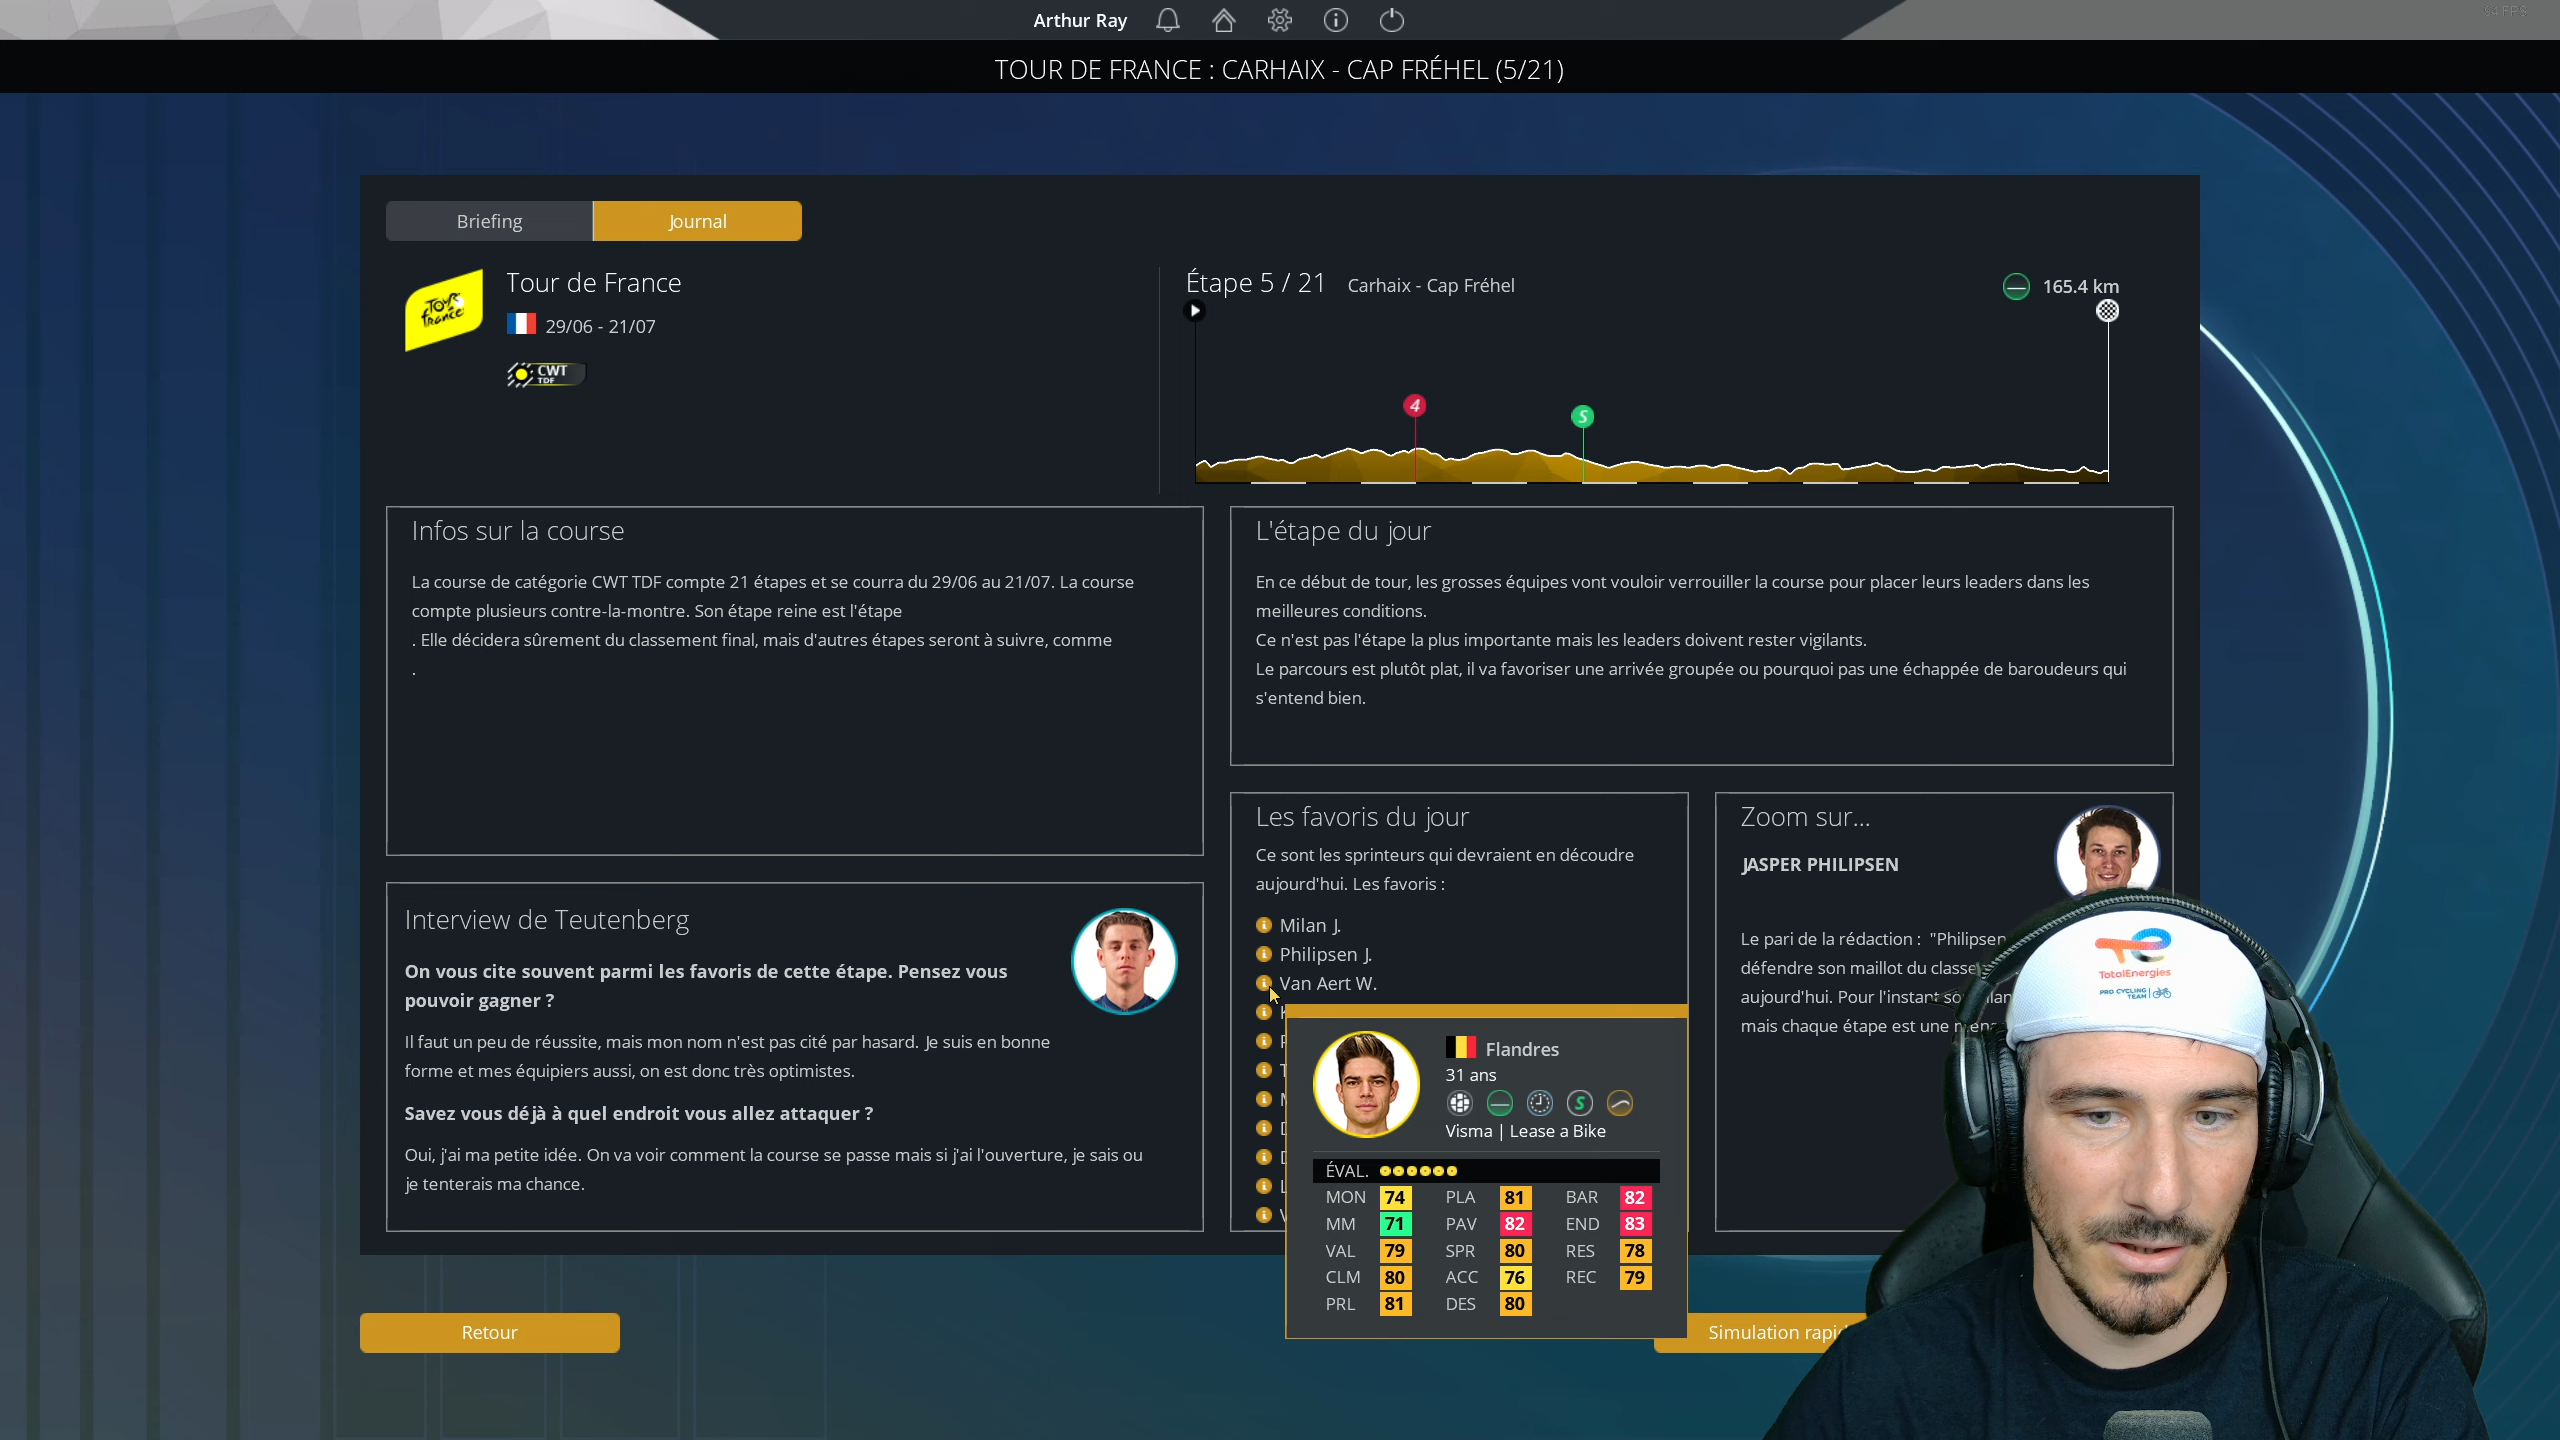 Arthur Ray
TOUR DE FRANCE : CARHAIX - CAP FRÉHEL (5/21)
Briefing
Journal
TOUR france
Tour de France
29/06 - 21/07
CWT
TDF
Étape 5 / 21
Carhaix - Cap Fréhel
165.4 km
4
S
Infos sur la course
La course de catégorie CWT TDF compte 21 étapes et se courra du 29/06 au 21/07. La course
compte plusieurs contre-la-montre. Son étape reine est l'étape
. Elle décidera sûrement du classement final, mais d'autres étapes seront à suivre, comme
.
L'étape du jour
En ce début de tour, les grosses équipes vont vouloir verrouiller la course pour placer leurs leaders dans les
meilleures conditions.
Ce n'est pas l'étape la plus importante mais les leaders doivent rester vigilants.
Le parcours est plutôt plat, il va favoriser une arrivée groupée ou pourquoi pas une échappée de baroudeurs qui
s'entend bien.
Interview de Teutenberg
On vous cite souvent parmi les favoris de cette étape. Pensez vous
pouvoir gagner ?
Il faut un peu de réussite, mais mon nom n'est pas cité par hasard. Je suis en bonne
forme et mes équipiers aussi, on est donc très optimistes.
Savez vous déjà à quel endroit vous allez attaquer ?
Oui, j'ai ma petite idée. On va voir comment la course se passe mais si j'ai l'ouverture, je sais ou
je tenterais ma chance.
Les favoris du jour
Ce sont les sprinteurs qui devraient en découdre
aujourd'hui. Les favoris :
Milan J.
Philipsen J.
Van Aert W.
Flandres
31 ans
S
Visma | Lease a Bike
ÉVAL.
MON 74 PLA 81 BAR 82
MM 71 PAV 82 END 83
VAL 79 SPR 80 RES 78
CLM 80 ACC 76 REC 79
PRL 81 DES 80
Zoom sur...
JASPER PHILIPSEN
Le pari de la rédaction : "Philipsen
défendre son maillot du
aujourd'hui. Pour l'instant
mais chaque étape est une
TotalEnergies
PRO CYCLING
TEAM
Retour
Simulation